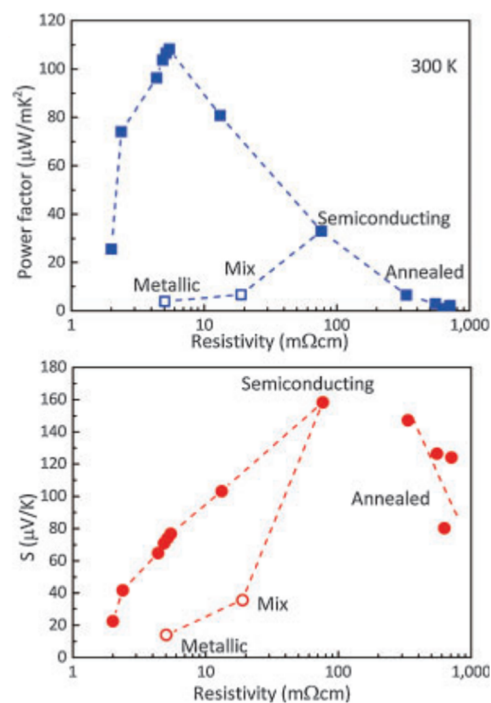 120
100
80
60
40
20
0
Power factor (µW/mK²)
300 K
Semiconducting
Mix
Annealed
Metallic
1
10
100
1,000
Resistivity (mΩcm)
180
160
140
120
100
80
60
40
20
0
S (µV/K)
Semiconducting
Annealed
Mix
Metallic
1
10
100
1,000
Resistivity (mΩcm)